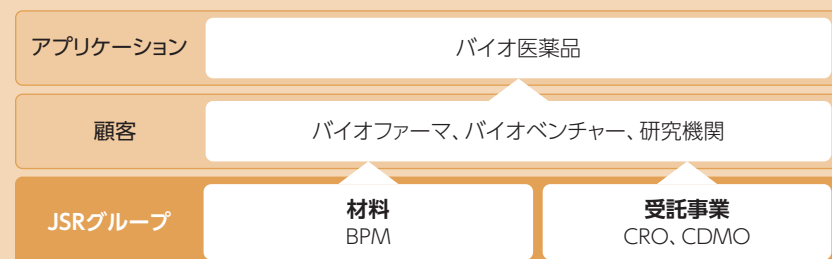 アプリケーション
バイオ医薬品
顧客
バイオファーマ、バイオベンチャー、研究機関
JSRグループ
材料
BPM
受託事業
CRO、CDMO